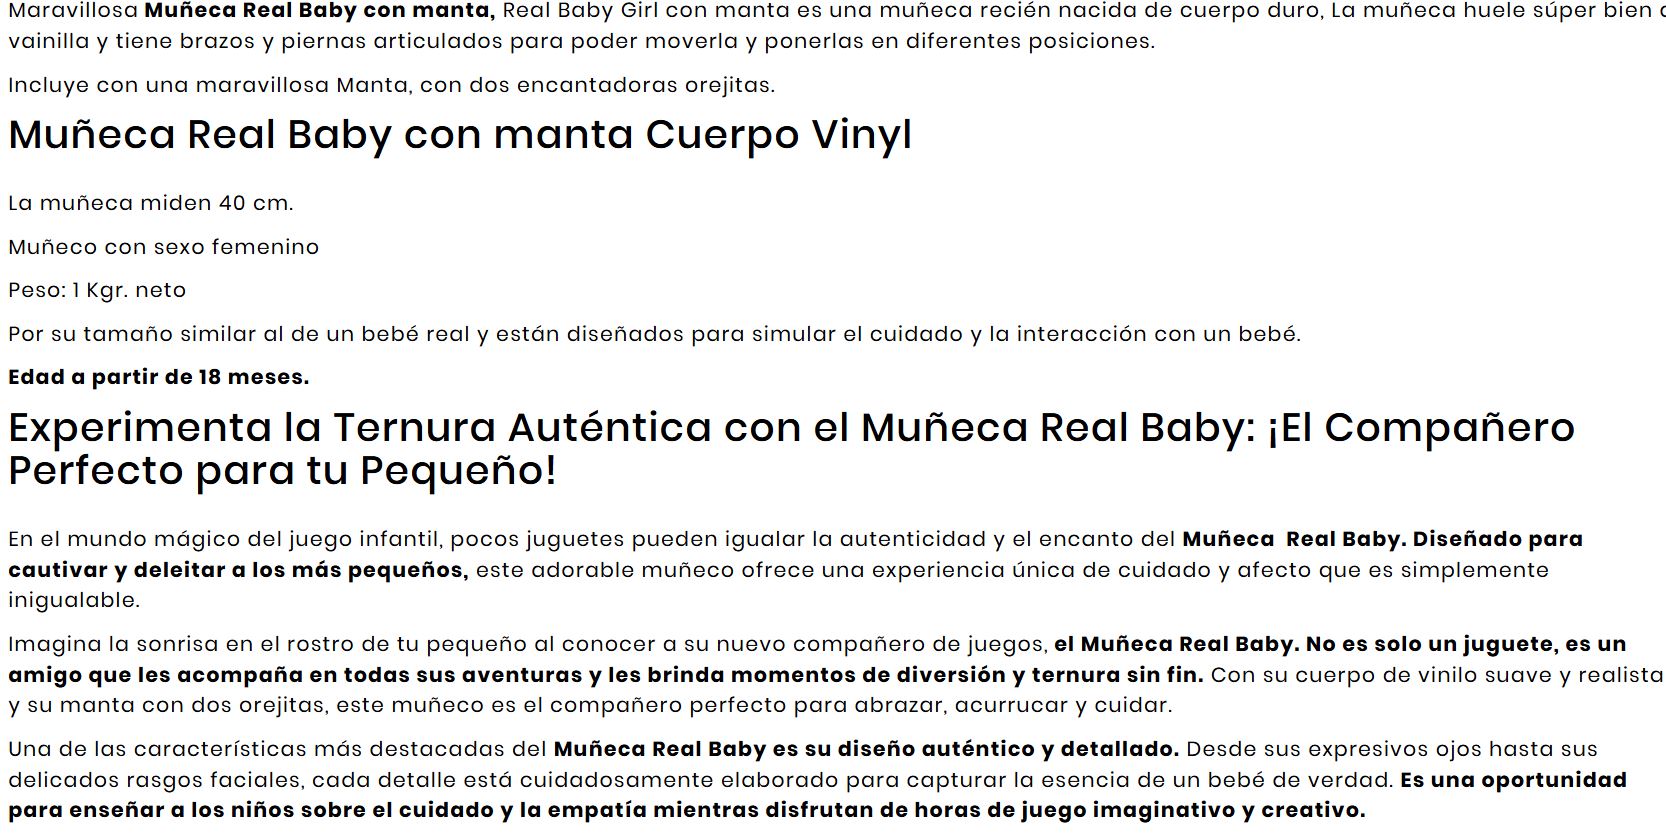 Maravillosa Muñeca Real Baby con manta, Real Baby Girl con manta es una muñeca recién nacida de cuerpo duro, La muñeca huele súper bien
vainilla y tiene brazos y piernas articulados para poder moverla y ponerlas en diferentes posiciones.
Incluye con una maravillosa Manta, con dos encantadoras orejitas.
Muñeca Real Baby con manta Cuerpo Vinyl
La muñeca miden 40 cm.
Muñeco con sexo femenino
Peso: 1 Kgr. neto
Por su tamaño similar al de un bebé real y están diseñados para simular el cuidado y la interacción con un bebé.
Edad a partir de 18 meses.
Experimenta la Ternura Auténtica con el Muñeca Real Baby: ¡El Compañero
Perfecto para tu Pequeño!
En el mundo mágico del juego infantil, pocos juguetes pueden igualar la autenticidad y el encanto del Muñeca  Real Baby. Diseñado para
cautivar y deleitar a los más pequeños, este adorable muñeco ofrece una experiencia única de cuidado y afecto que es simplemente
inigualable.
Imagina la sonrisa en el rostro de tu pequeño al conocer a su nuevo compañero de juegos, el Muñeca Real Baby. No es solo un juguete, es un
amigo que les acompaña en todas sus aventuras y les brinda momentos de diversión y ternura sin fin. Con su cuerpo de vinilo suave y realista
y su manta con dos orejitas, este muñeco es el compañero perfecto para abrazar, acurrucar y cuidar.
Una de las características más destacadas del Muñeca Real Baby es su diseño auténtico y detallado. Desde sus expresivos ojos hasta sus
delicados rasgos faciales, cada detalle está cuidadosamente elaborado para capturar la esencia de un bebé de verdad. Es una oportunidad
para enseñar a los niños sobre el cuidado y la empatía mientras disfrutan de horas de juego imaginativo y creativo.